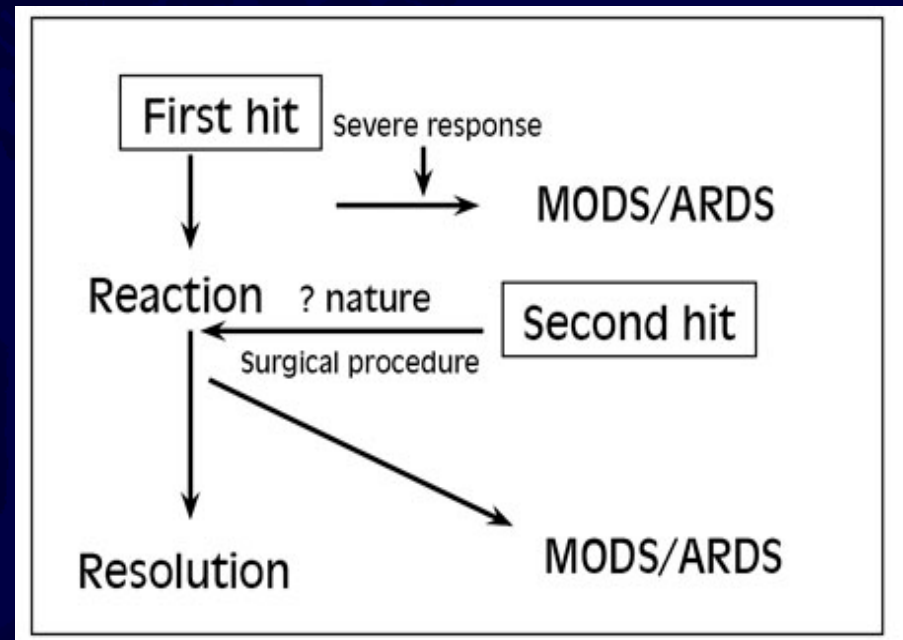 First hit
Severe response
MODS/ARDS
Reaction
? nature
Second hit
Surgical procedure
Resolution
MODS/ARDS